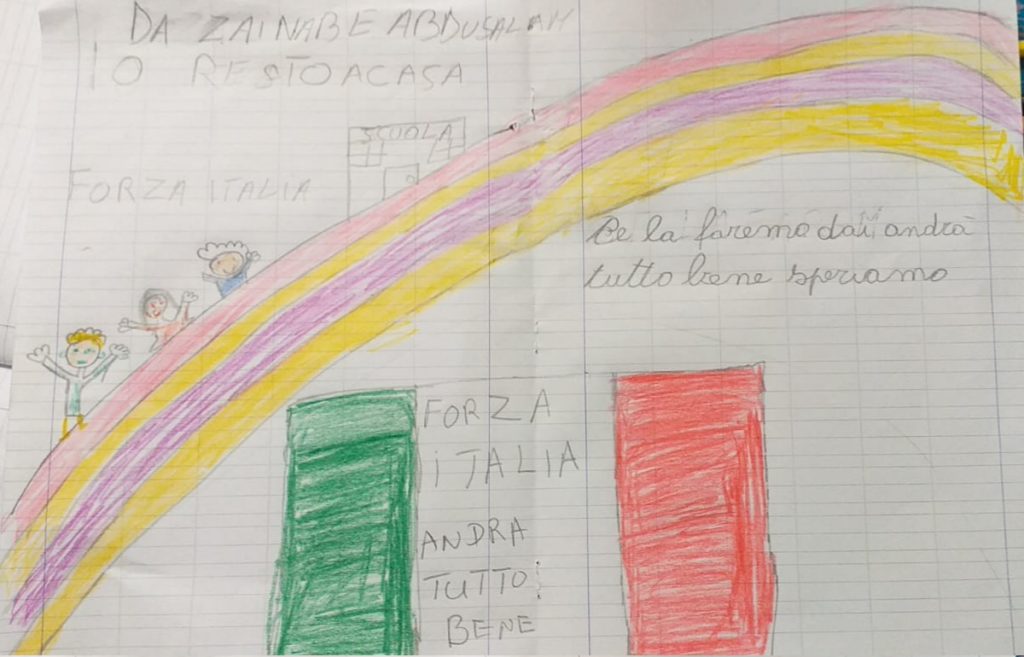 DA ZAINAB E ABDUSALAM
IO RESTO A CASA
SCUOLA
FORZA ITALIA
Ce la faremo dai, andrà
tutto bene speriamo
FORZA
ITALIA
ANDRA
TUTTO!
BENE